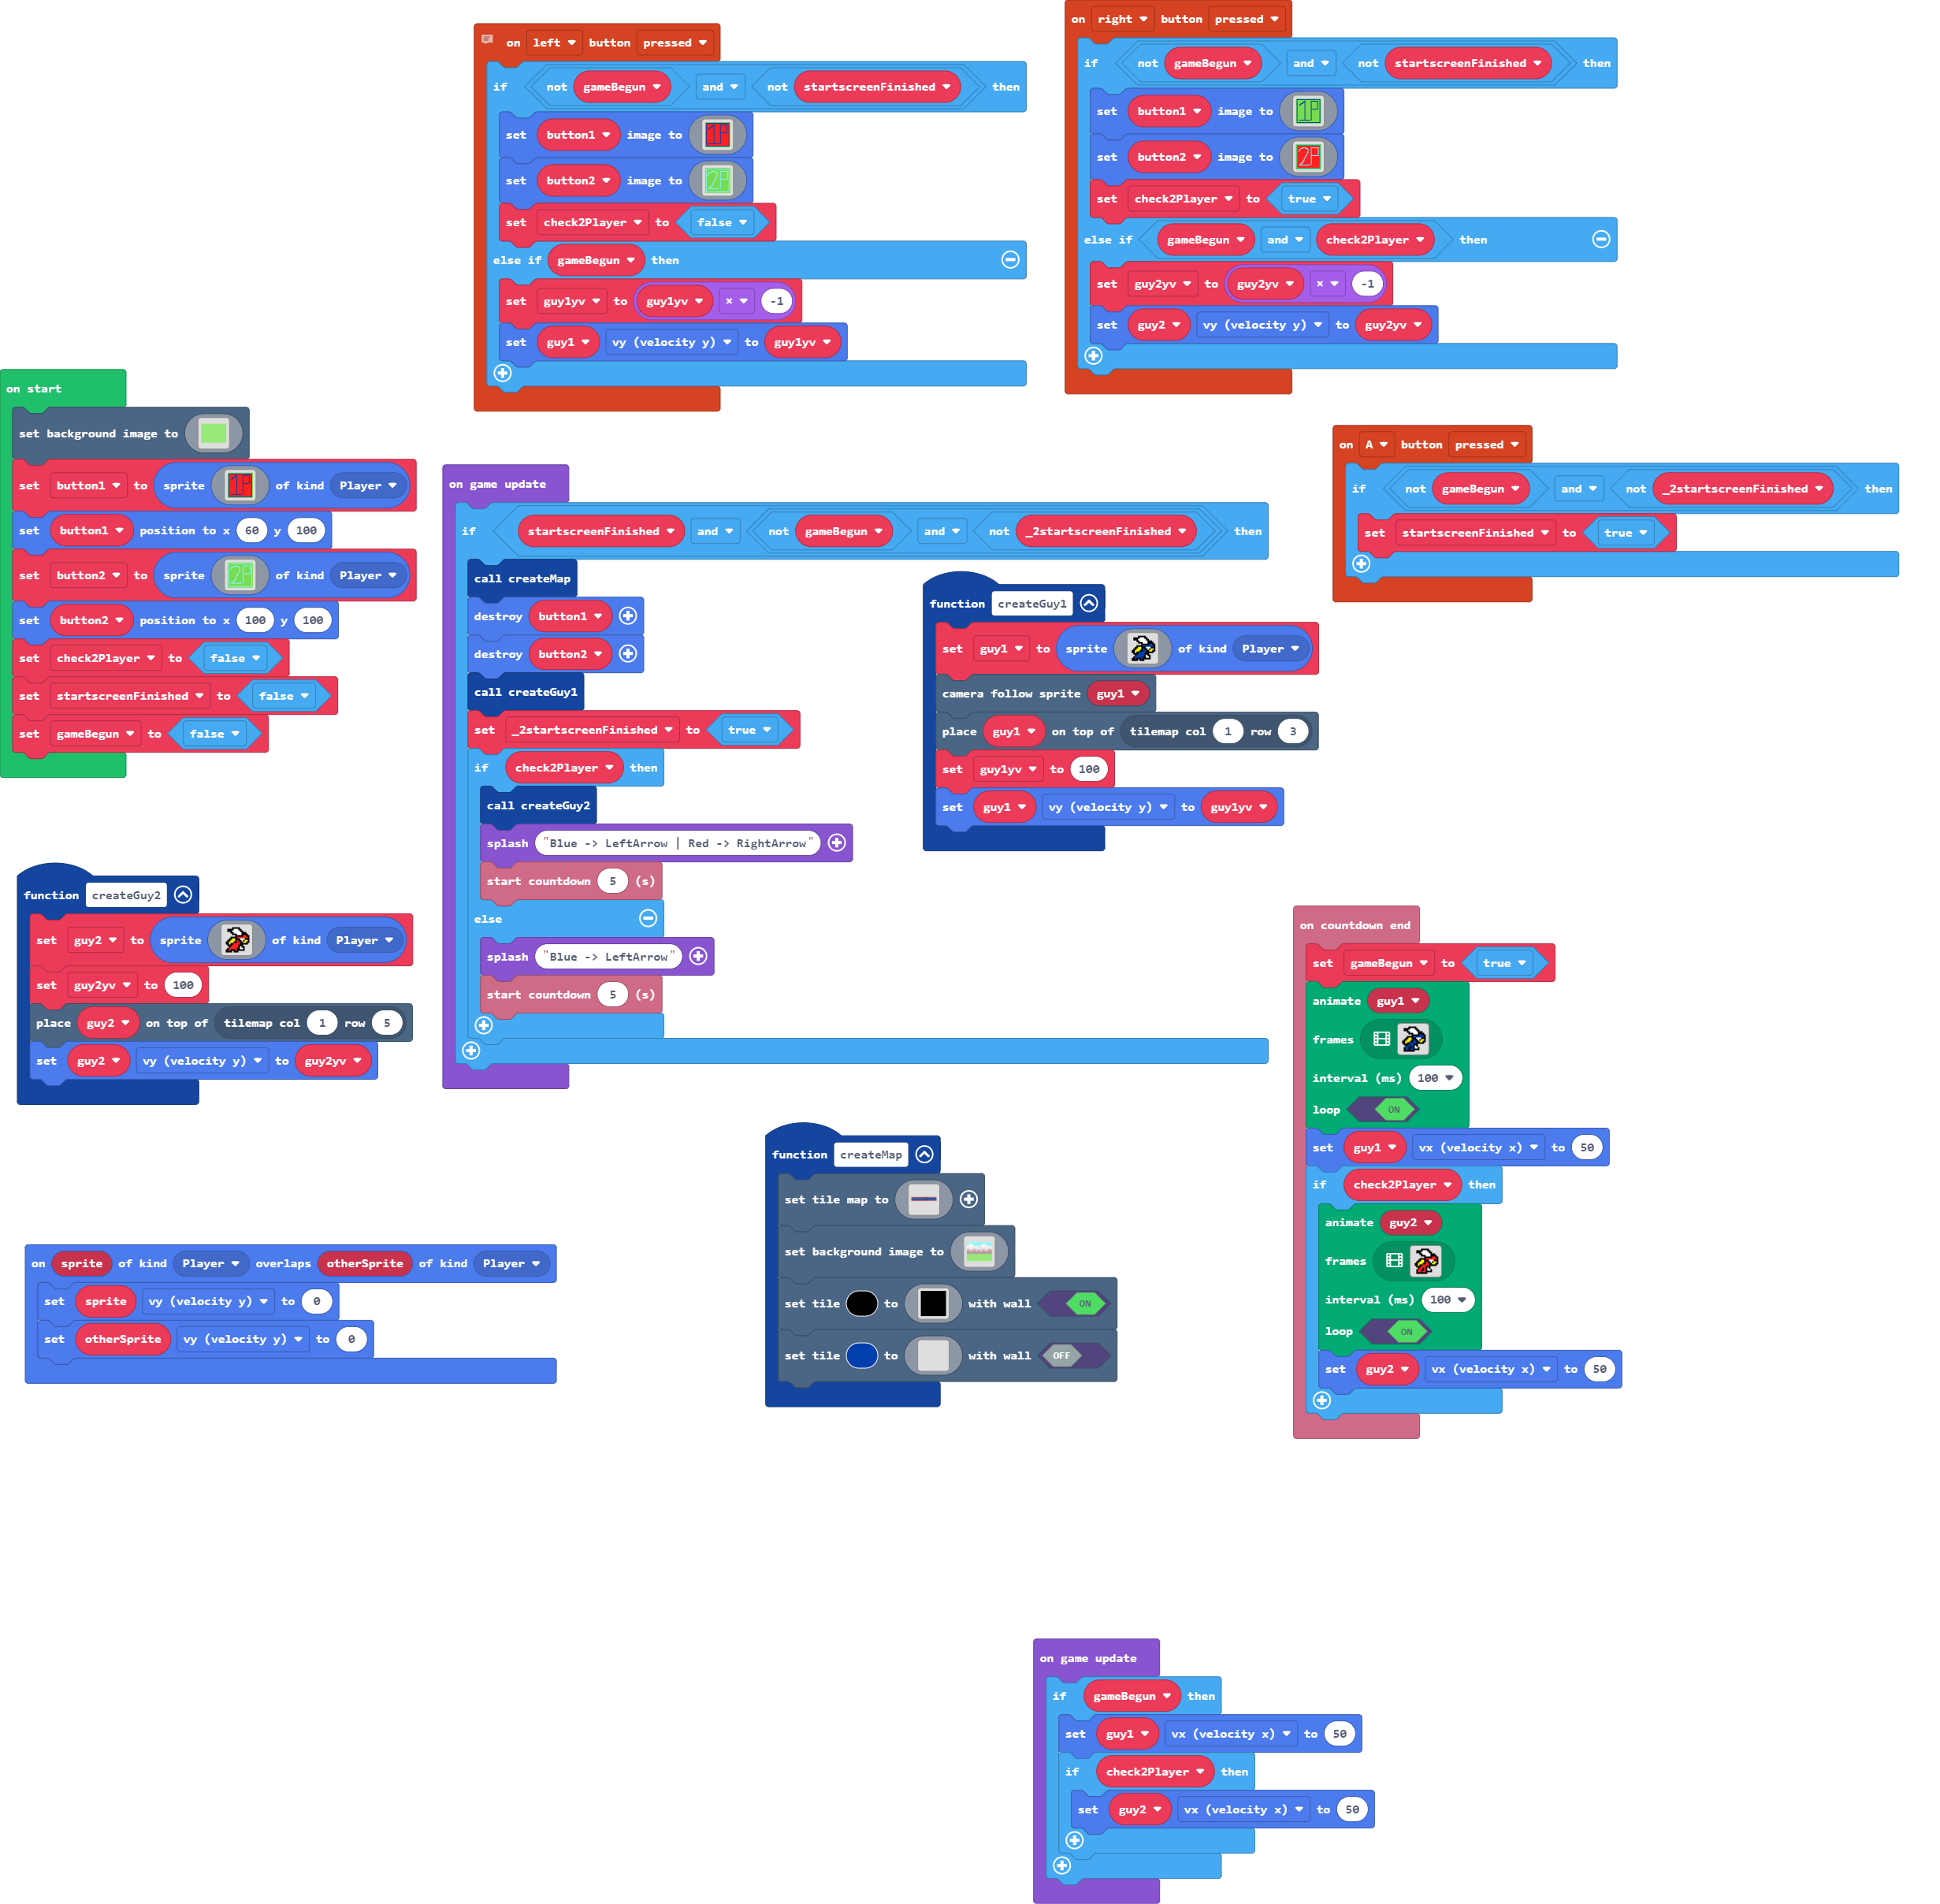 on left button pressed
if not gameBegun and not startscreenFinished then
set button1 image to 1P
set button2 image to 2P
set check2Player to false
else if gameBegun then
set guy1yv to guy1yv × -1
set guy1 vy (velocity y) to guy1yv
on right button pressed
if not gameBegun and not startscreenFinished then
set button1 image to 1P
set button2 image to 2P
set check2Player to true
else if gameBegun and check2Player then
set guy2yv to guy2yv × -1
set guy2 vy (velocity y) to guy2yv
on start
set background image to
set button1 to sprite 1P of kind Player
set button1 position to x 60 y 100
set button2 to sprite 2P of kind Player
set button2 position to x 100 y 100
set check2Player to false
set startscreenFinished to false
set gameBegun to false
on game update
if startscreenFinished and not gameBegun and not _2startscreenFinished then
call createMap
destroy button1
destroy button2
call createGuy1
set _2startscreenFinished to true
if check2Player then
call createGuy2
splash "Blue -> LeftArrow | Red -> RightArrow"
start countdown 5 (s)
else
splash "Blue -> LeftArrow"
start countdown 5 (s)
on A button pressed
if not gameBegun and not _2startscreenFinished then
set startscreenFinished to true
function createGuy1
set guy1 to sprite of kind Player
camera follow sprite guy1
place guy1 on top of tilemap col 1 row 3
set guy1yv to 100
set guy1 vy (velocity y) to guy1yv
function createGuy2
set guy2 to sprite of kind Player
set guy2yv to 100
place guy2 on top of tilemap col 1 row 5
set guy2 vy (velocity y) to guy2yv
on countdown end
set gameBegun to true
animate guy1
frames
interval (ms) 100
loop ON
set guy1 vx (velocity x) to 50
if check2Player then
animate guy2
frames
interval (ms) 100
loop ON
set guy2 vx (velocity x) to 50
function createMap
set tile map to
set background image to
set tile to with wall ON
set tile to with wall OFF
on sprite of kind Player overlaps otherSprite of kind Player
set sprite vy (velocity y) to 0
set otherSprite vy (velocity y) to 0
on game update
if gameBegun then
set guy1 vx (velocity x) to 50
if check2Player then
set guy2 vx (velocity x) to 50